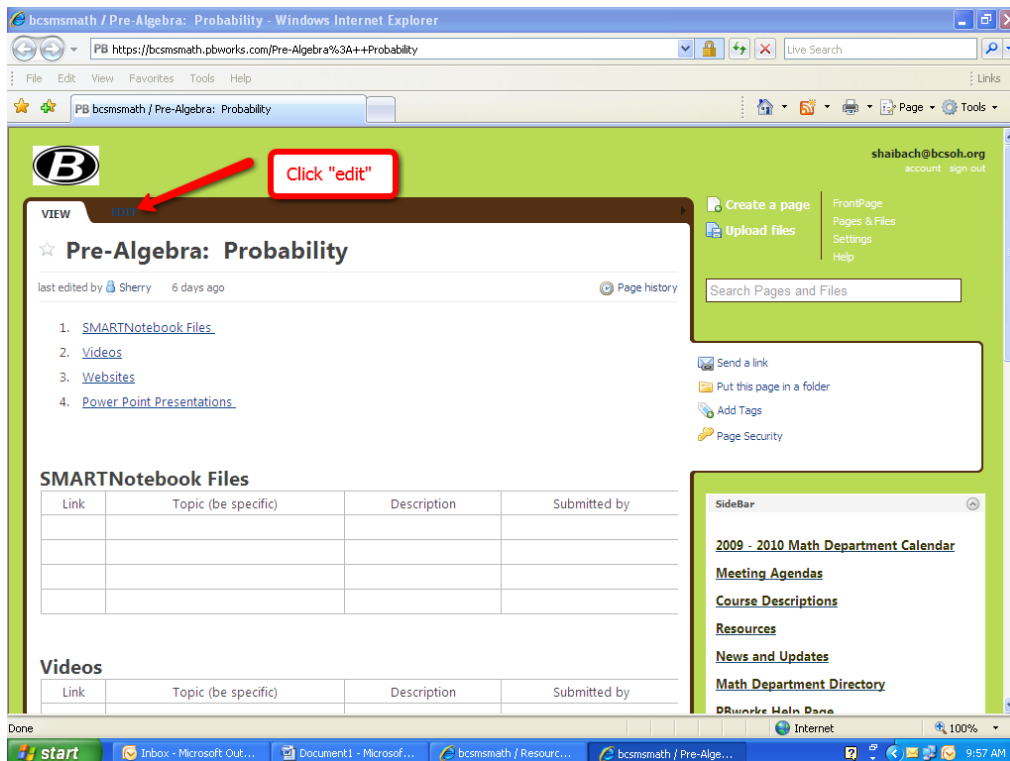 bcsmsmath / Pre-Algebra: Probability - Windows Internet Explorer
PB https://bcsmsmath.pbworks.com/Pre-Algebra%3A++Probability
Live Search
File Edit View Favorites Tools Help
Links
PB bcsmsmath / Pre-Algebra: Probability
Page Tools
B
Click "edit"
shaibach@bcsoh.org
account sign out
VIEW EDIT
Create a page
Upload files
FrontPage
Pages & Files
Settings
Help
Pre-Algebra: Probability
last edited by Sherry 6 days ago
Page history
Search Pages and Files
1. SMARTNotebook Files
2. Videos
3. Websites
4. Power Point Presentations
Send a link
Put this page in a folder
Add Tags
Page Security
SMARTNotebook Files
Link Topic (be specific) Description Submitted by
Videos
Link Topic (be specific) Description Submitted by
SideBar
2009 - 2010 Math Department Calendar
Meeting Agendas
Course Descriptions
Resources
News and Updates
Math Department Directory
PBworks Help Page
Done
Internet
100%
start
Inbox - Microsoft Out...
Document1 - Microsof...
bcsmsmath / Resourc...
bcsmsmath / Pre-Alge...
9:57 AM